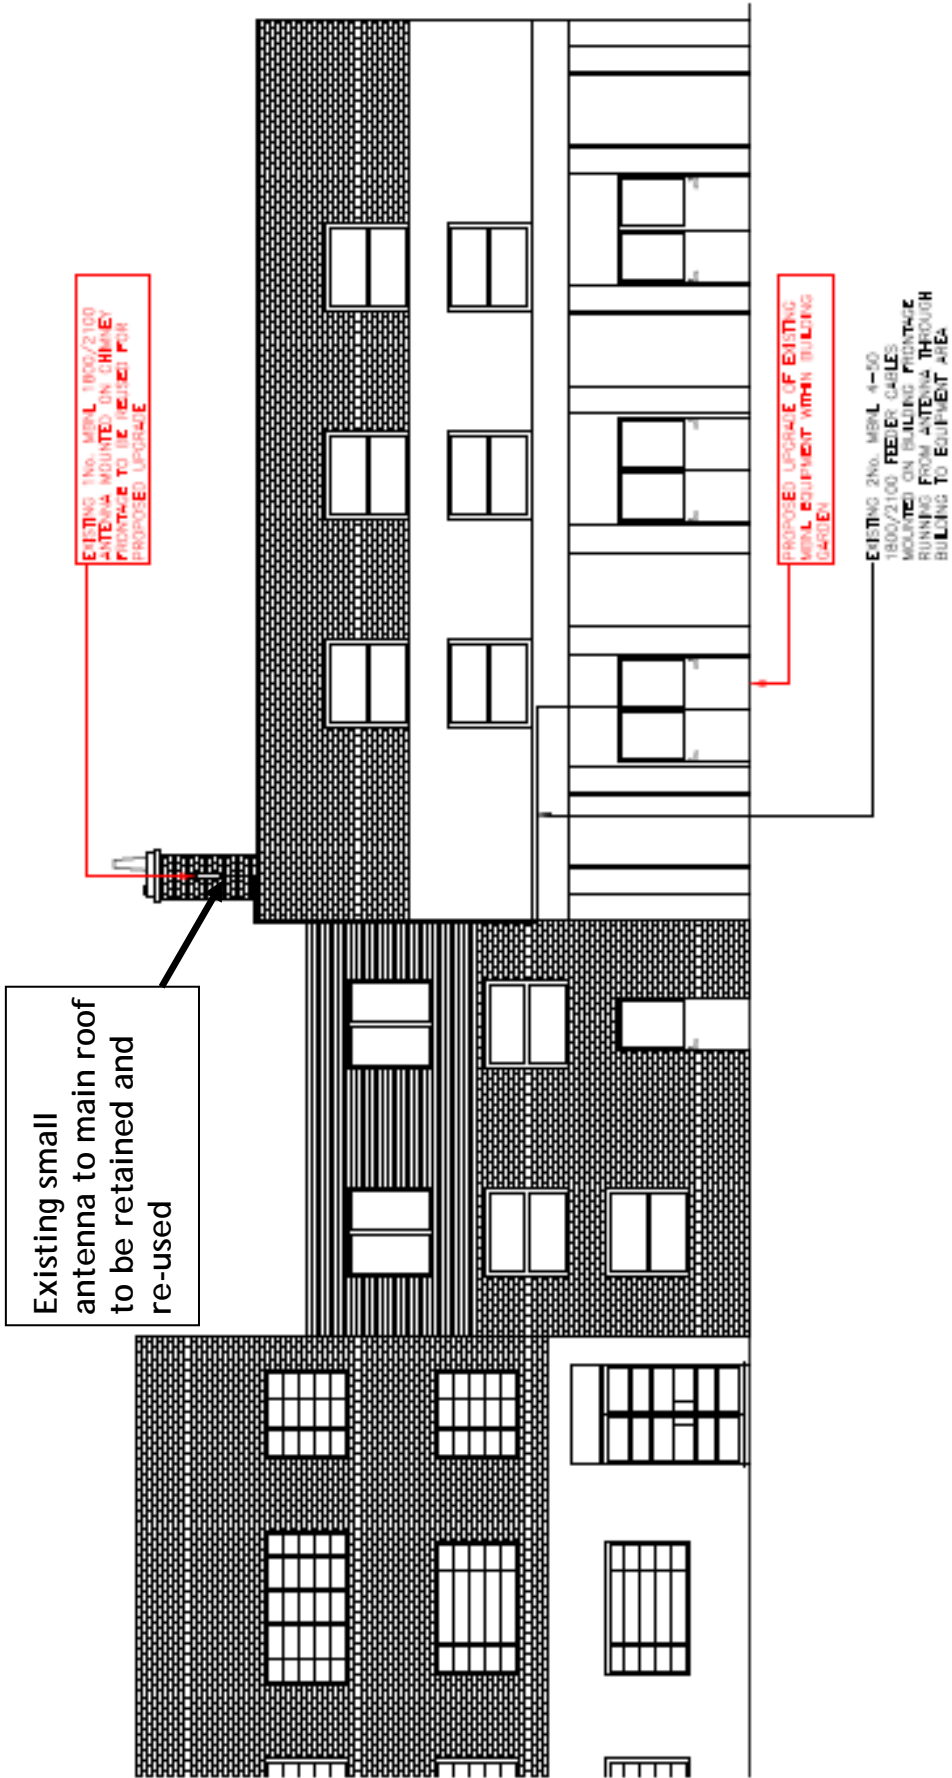 Existing small
antenna to main roof
to be retained and
re-used
EXISTING 1No. MBNL 1800/2100
ANTENNA MOUNTED ON CHIMNEY
FRONTAGE TO BE REUSED FOR
PROPOSED UPGRADE
PROPOSED UPGRADE OF EXISTING
MBNL EQUIPMENT WITHIN BUILDING
GARDEN
EXISTING 2No. MBNL 4-50
1800/2100 FEEDER CABLES
MOUNTED ON BUILDING FRONTAGE
RUNNING FROM ANTENNA THROUGH
BUILDING TO EQUIPMENT AREA